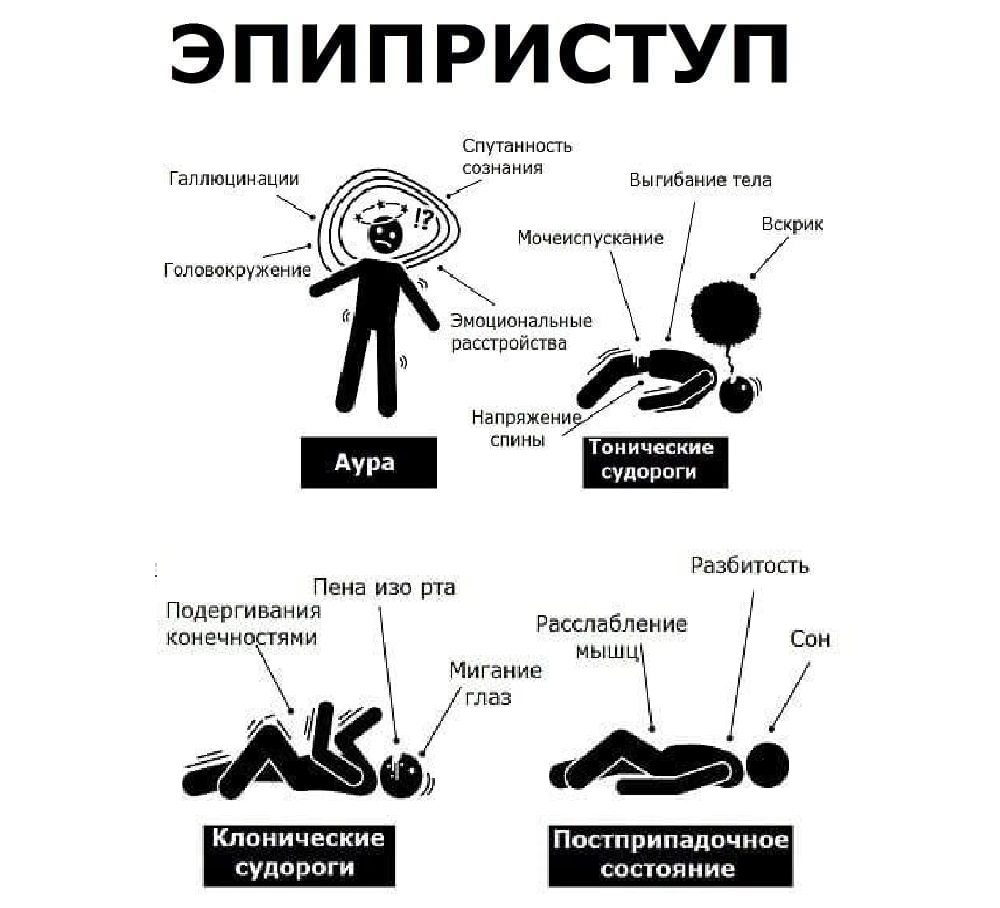 ЭПИПРИСТУП
Спутанность
сознания
Галлюцинации
Головокружение
!?
Эмоциональные
расстройства
Аура
Выгибание тела
Вскрик
Мочеиспускание
Напряжение
спины
Тонические
судороги
Пена изо рта
Подергивания
конечностями
Мигание
глаз
Клонические
судороги
Разбитость
Расслабление
мышц
Сон
Постприпадочное
состояние